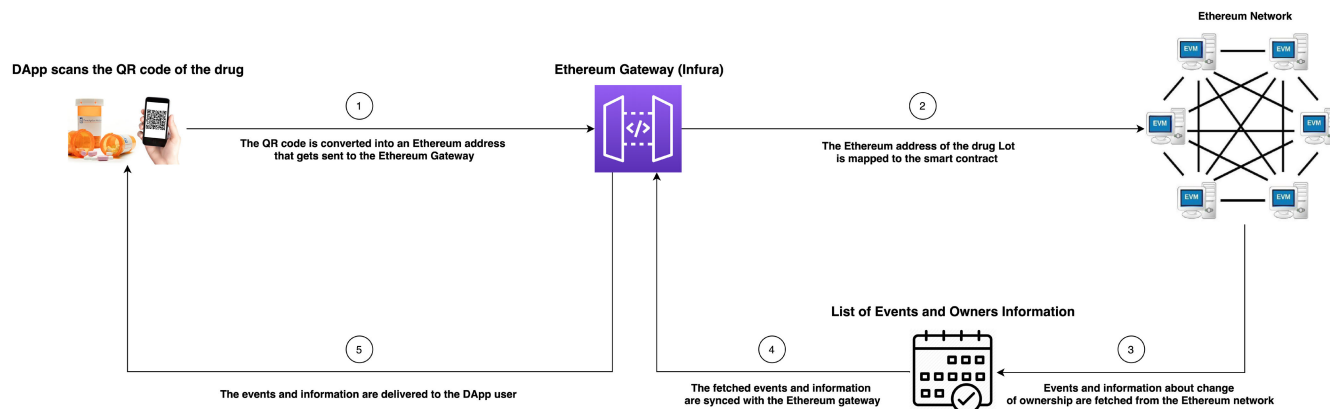 Ethereum Network
DApp scans the QR code of the drug
Ethereum Gateway (Infura)
EVM
EVM
EVM
EVM
EVM
EVM
1
The QR code is converted into an Ethereum address
that gets sent to the Ethereum Gateway
</>
2
The Ethereum address of the drug Lot
is mapped to the smart contract
List of Events and Owners Information
3
Events and information about change
of ownership are fetched from the Ethereum network
4
The fetched events and information
are synced with the Ethereum gateway
5
The events and information are delivered to the DApp user